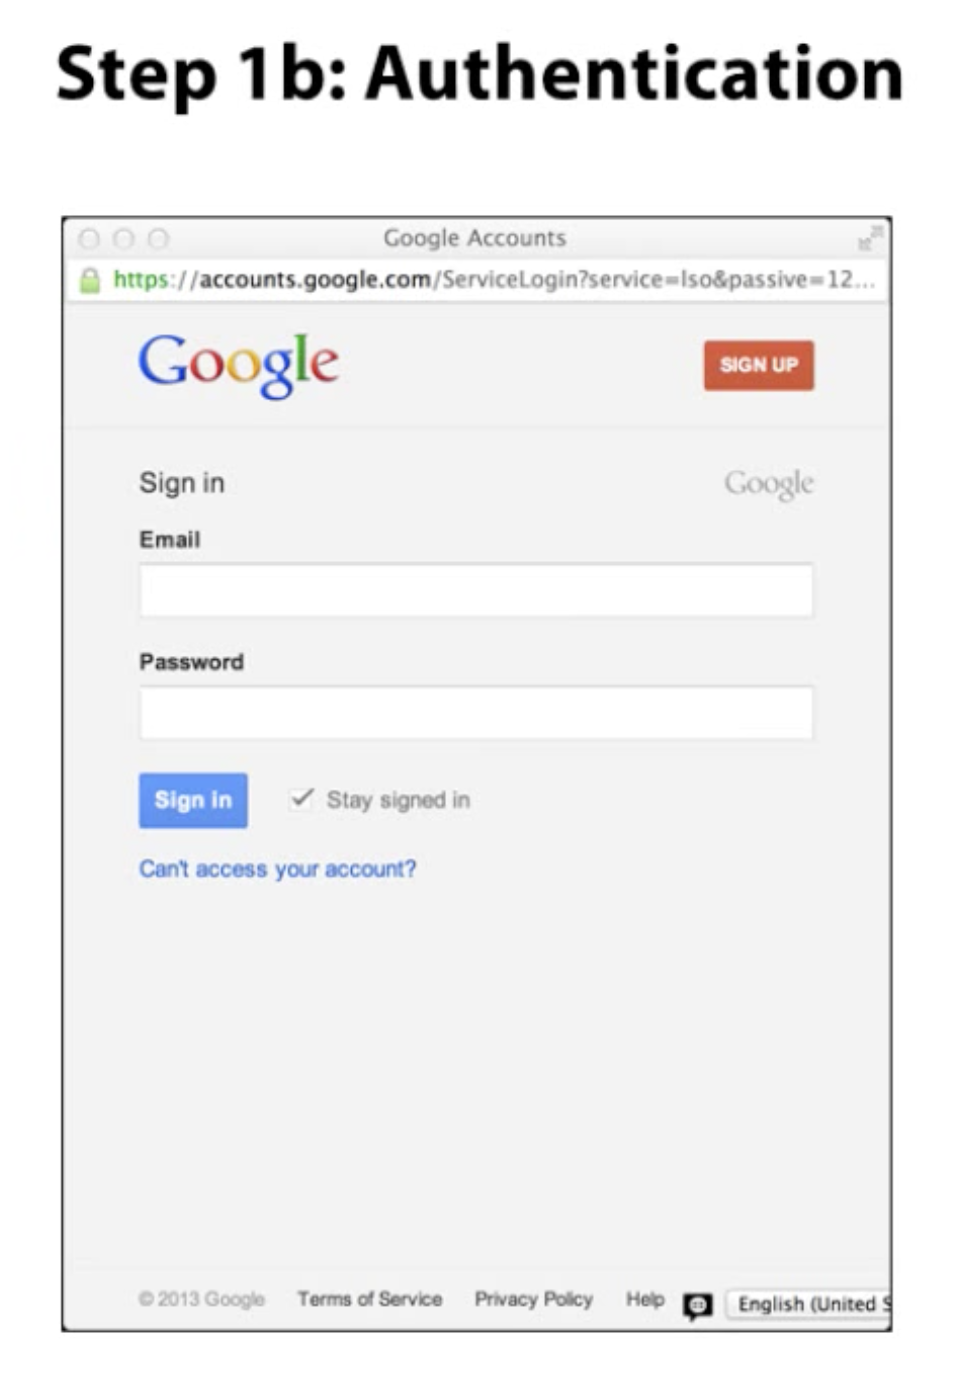 Step 1b: Authentication
Google Accounts
https://accounts.google.com/ServiceLogin?service=lso&passive=12...
Google SIGN UP
Sign in Google
Email
Password
Sign in Stay signed in
Can't access your account?
© 2013 Google Terms of Service Privacy Policy Help English (United S